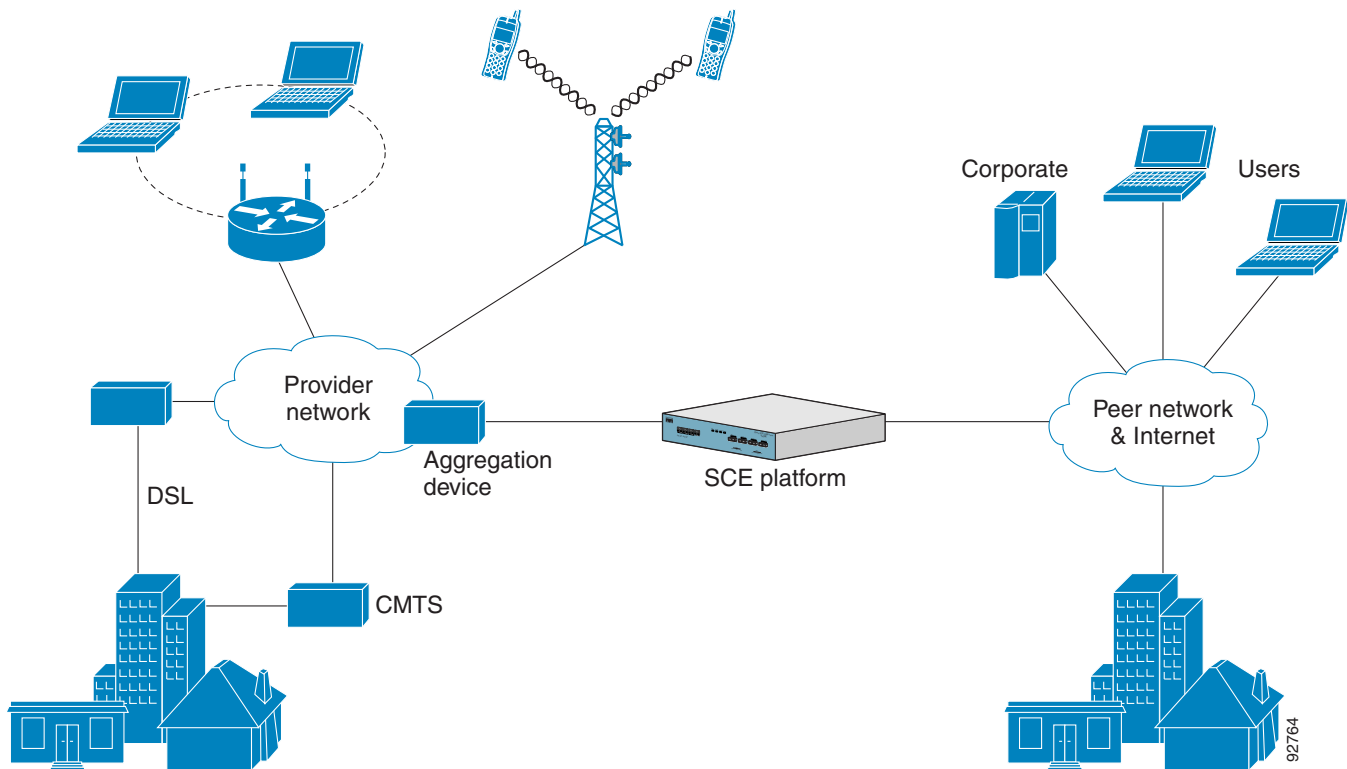 Corporate
Users
Provider
network
Peer network
& Internet
Aggregation
device
SCE platform
DSL
CMTS
92764